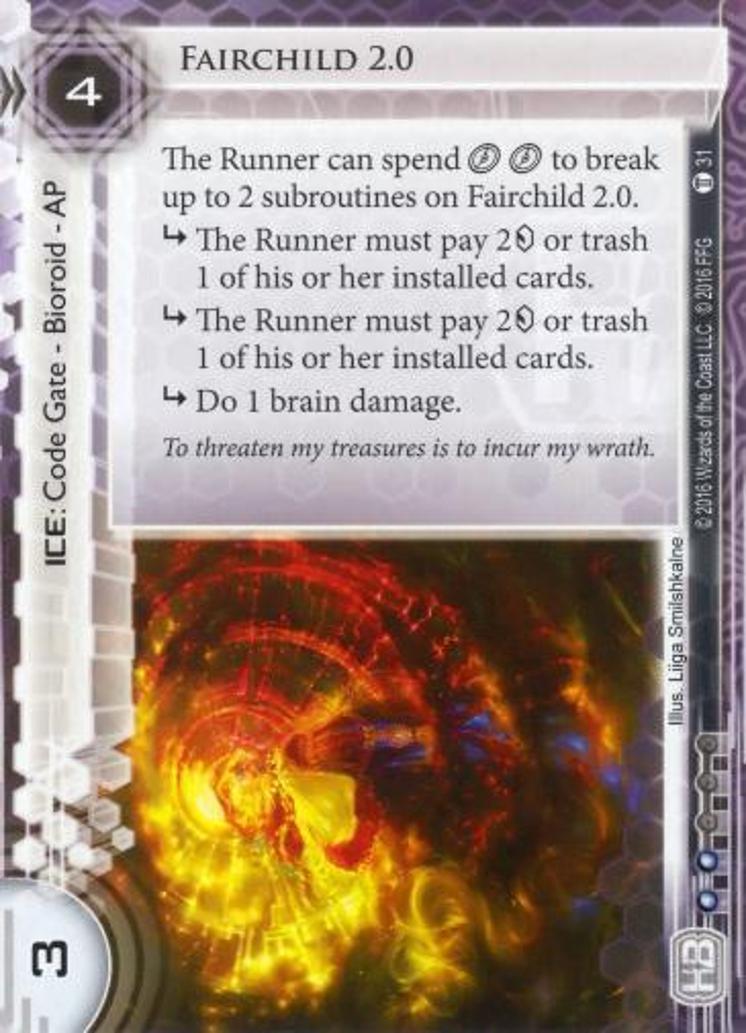 4
FAIRCHILD 2.0
The Runner can spend to break
up to 2 subroutines on Fairchild 2.0.
↳ The Runner must pay 2 or trash
1 of his or her installed cards.
↳ The Runner must pay 2 or trash
1 of his or her installed cards.
↳ Do 1 brain damage.
To threaten my treasures is to incur my wrath.
ICE: Code Gate - Bioroid - AP
3
Illus. Liiga Smilshkalne
© 2016 Wizards of the Coast LLC. © 2016 FFG
31
HB